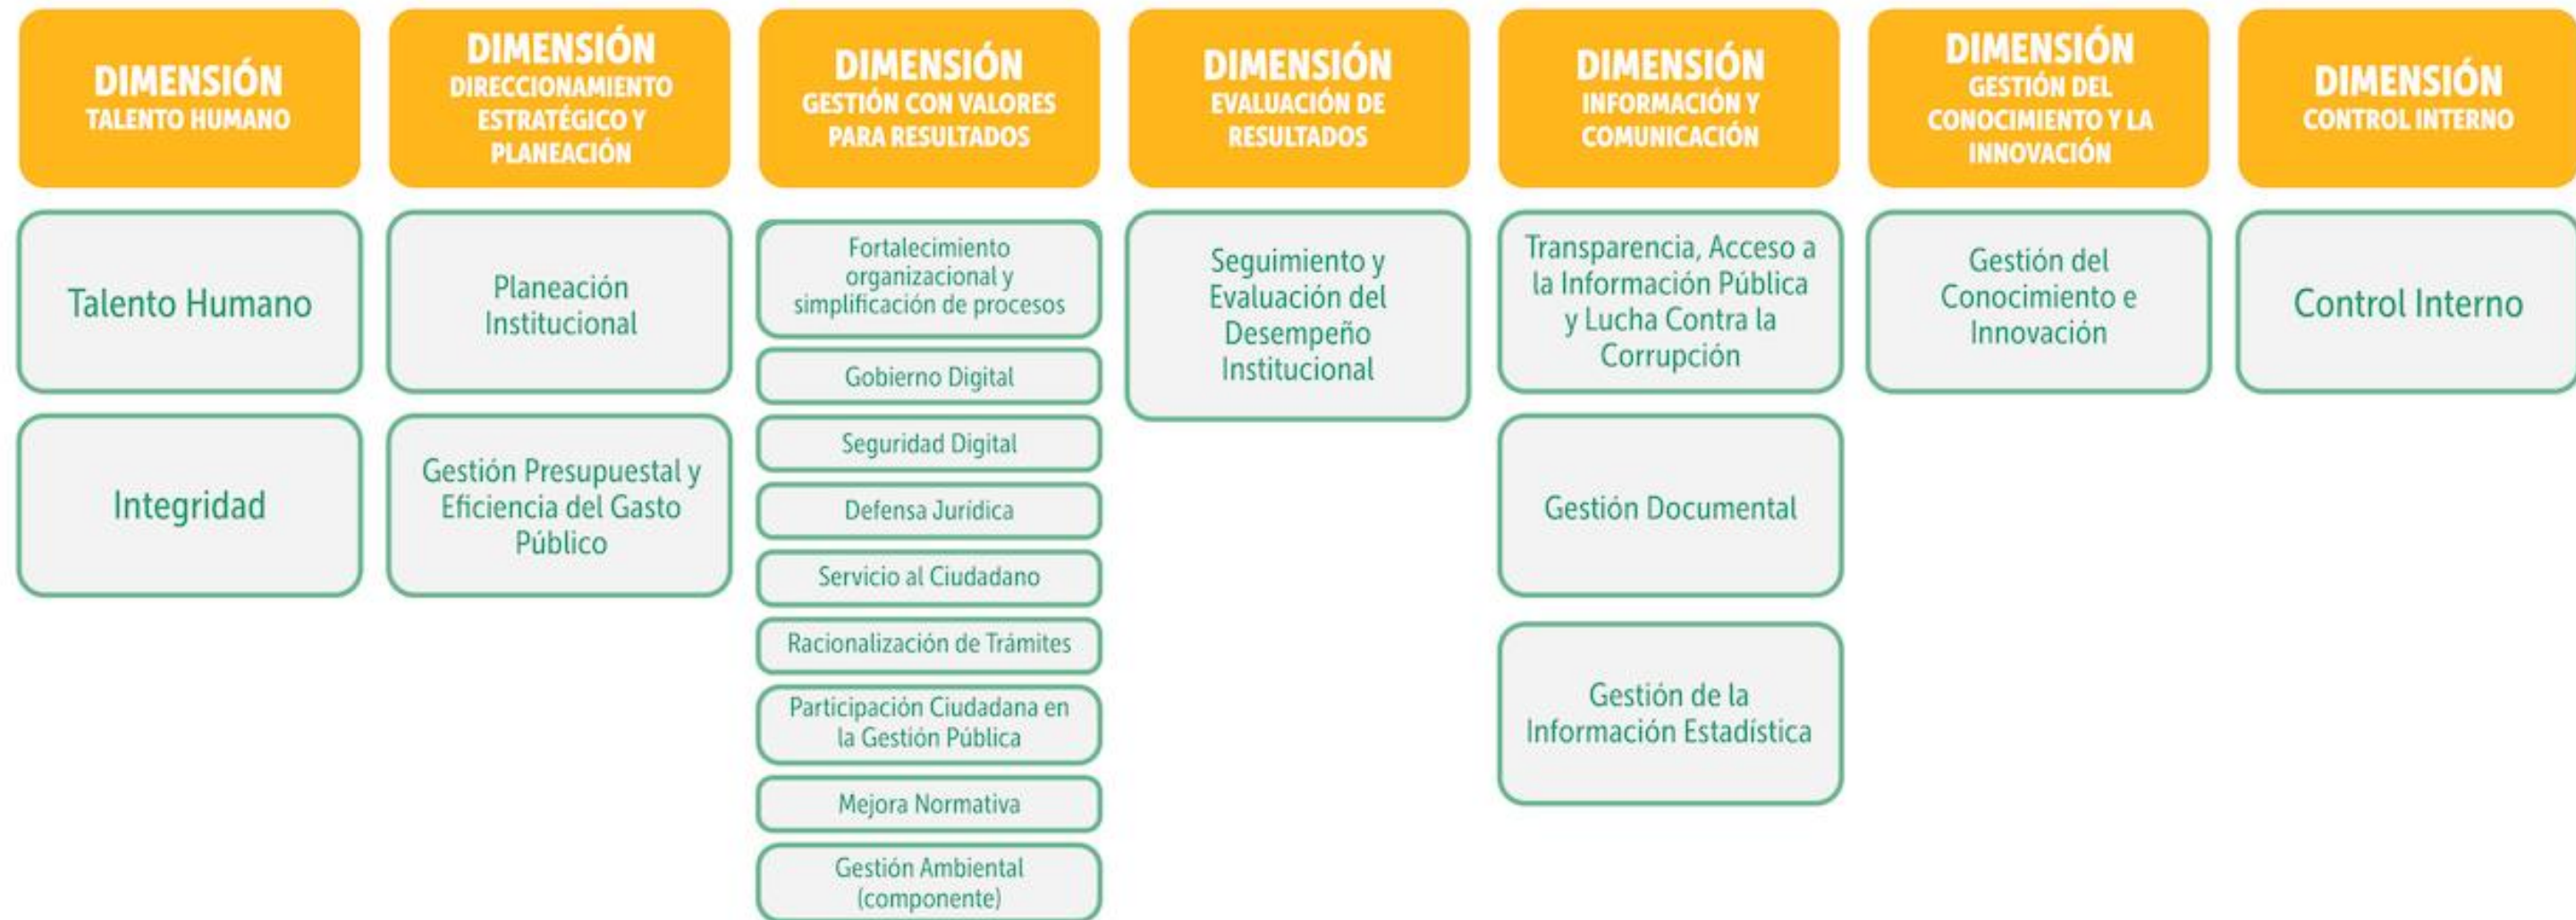 DIMENSIÓN
TALENTO HUMANO
Talento Humano
Integridad
DIMENSIÓN
DIRECCIONAMIENTO
ESTRATÉGICO Y
PLANEACIÓN
Planeación
Institucional
Gestión Presupuestal y
Eficiencia del Gasto
Público
DIMENSIÓN
GESTIÓN CON VALORES
PARA RESULTADOS
Fortalecimiento
organizacional y
simplificación de procesos
Gobierno Digital
Seguridad Digital
Defensa Jurídica
Servicio al Ciudadano
Racionalización de Trámites
Participación Ciudadana en
la Gestión Pública
Mejora Normativa
Gestión Ambiental
(componente)
DIMENSIÓN
EVALUACIÓN DE
RESULTADOS
Seguimiento y
Evaluación del
Desempeño
Institucional
DIMENSIÓN
INFORMACIÓN Y
COMUNICACIÓN
Transparencia, Acceso a
la Información Pública
y Lucha Contra la
Corrupción
Gestión Documental
Gestión de la
Información Estadística
DIMENSIÓN
GESTIÓN DEL
CONOCIMIENTO Y LA
INNOVACIÓN
Gestión del
Conocimiento e
Innovación
DIMENSIÓN
CONTROL INTERNO
Control Interno